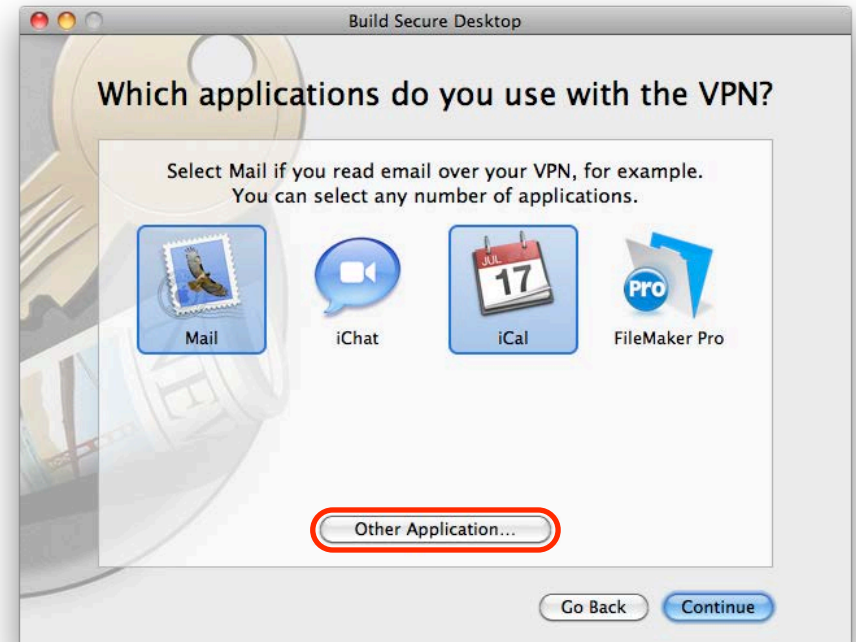 Build Secure Desktop
Which applications do you use with the VPN?
Select Mail if you read email over your VPN, for example.
You can select any number of applications.
JUL
17
Pro
Mail
iChat
iCal
FileMaker Pro
Other Application...
Go Back
Continue